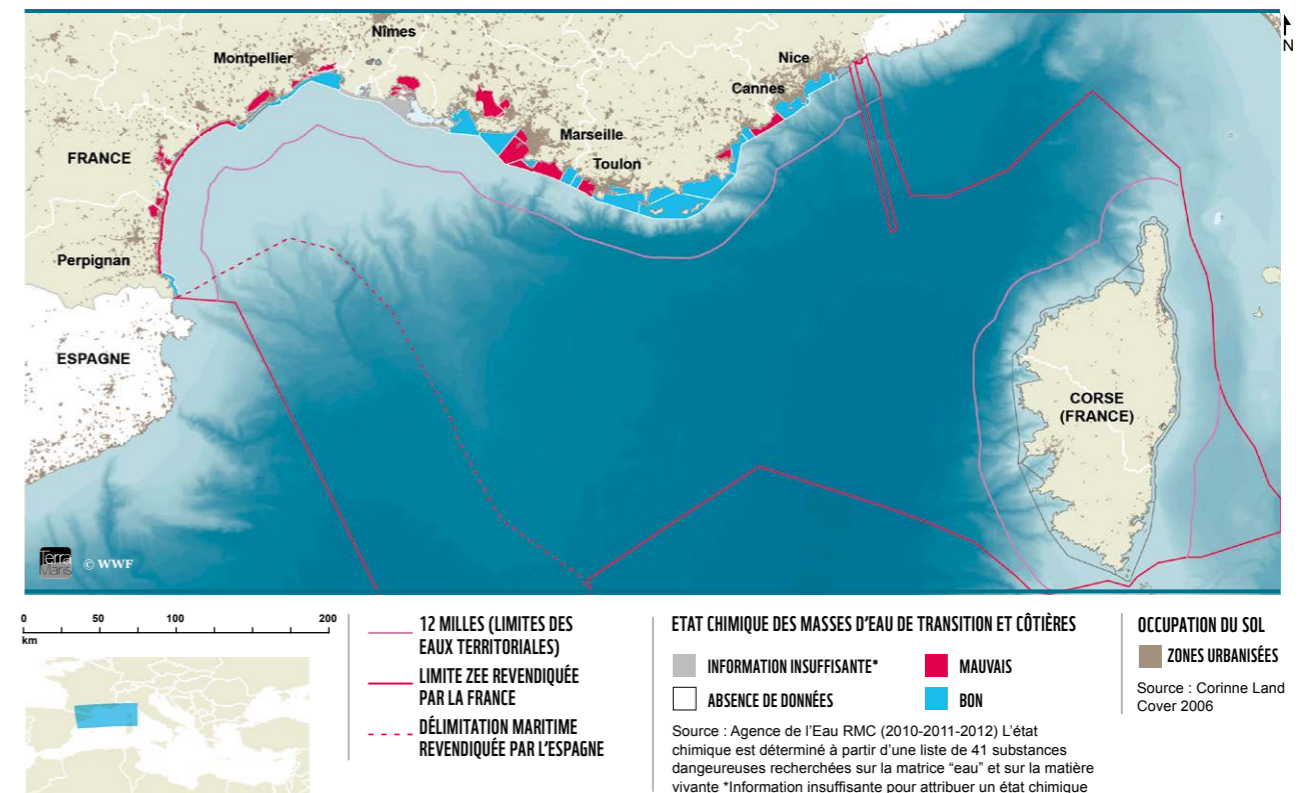 N
Nîmes
Montpellier
Nice
Cannes
Marseille
FRANCE
Toulon
Perpignan
ESPAGNE
CORSE
(FRANCE)
Terra
Maris
© WWF
0 50 100 200
km
12 MILLES (LIMITES DES
EAUX TERRITORIALES)
LIMITE ZEE REVENDIQUÉE
PAR LA FRANCE
DÉLIMITATION MARITIME
REVENDIQUÉE PAR L'ESPAGNE
ETAT CHIMIQUE DES MASSES D'EAU DE TRANSITION ET CÔTIÈRES
INFORMATION INSUFFISANTE*
MAUVAIS
ABSENCE DE DONNÉES
BON
Source : Agence de l'Eau RMC (2010-2011-2012) L'état
chimique est déterminé à partir d'une liste de 41 substances
dangeureuses recherchées sur la matrice "eau" et sur la matière
vivante *Information insuffisante pour attribuer un état chimique
OCCUPATION DU SOL
ZONES URBANISÉES
Source : Corinne Land
Cover 2006